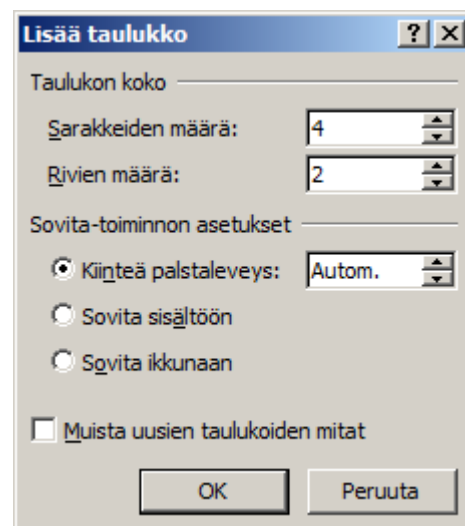 Lisää taulukko
Taulukon koko
Sarakkeiden määrä: 4
Rivien määrä: 2
Sovita-toiminnon asetukset
Kiinteä palstaleveys: Autom.
Sovita sisältöön
Sovita ikkunaan
Muista uusien taulukoiden mitat
OK Peruuta